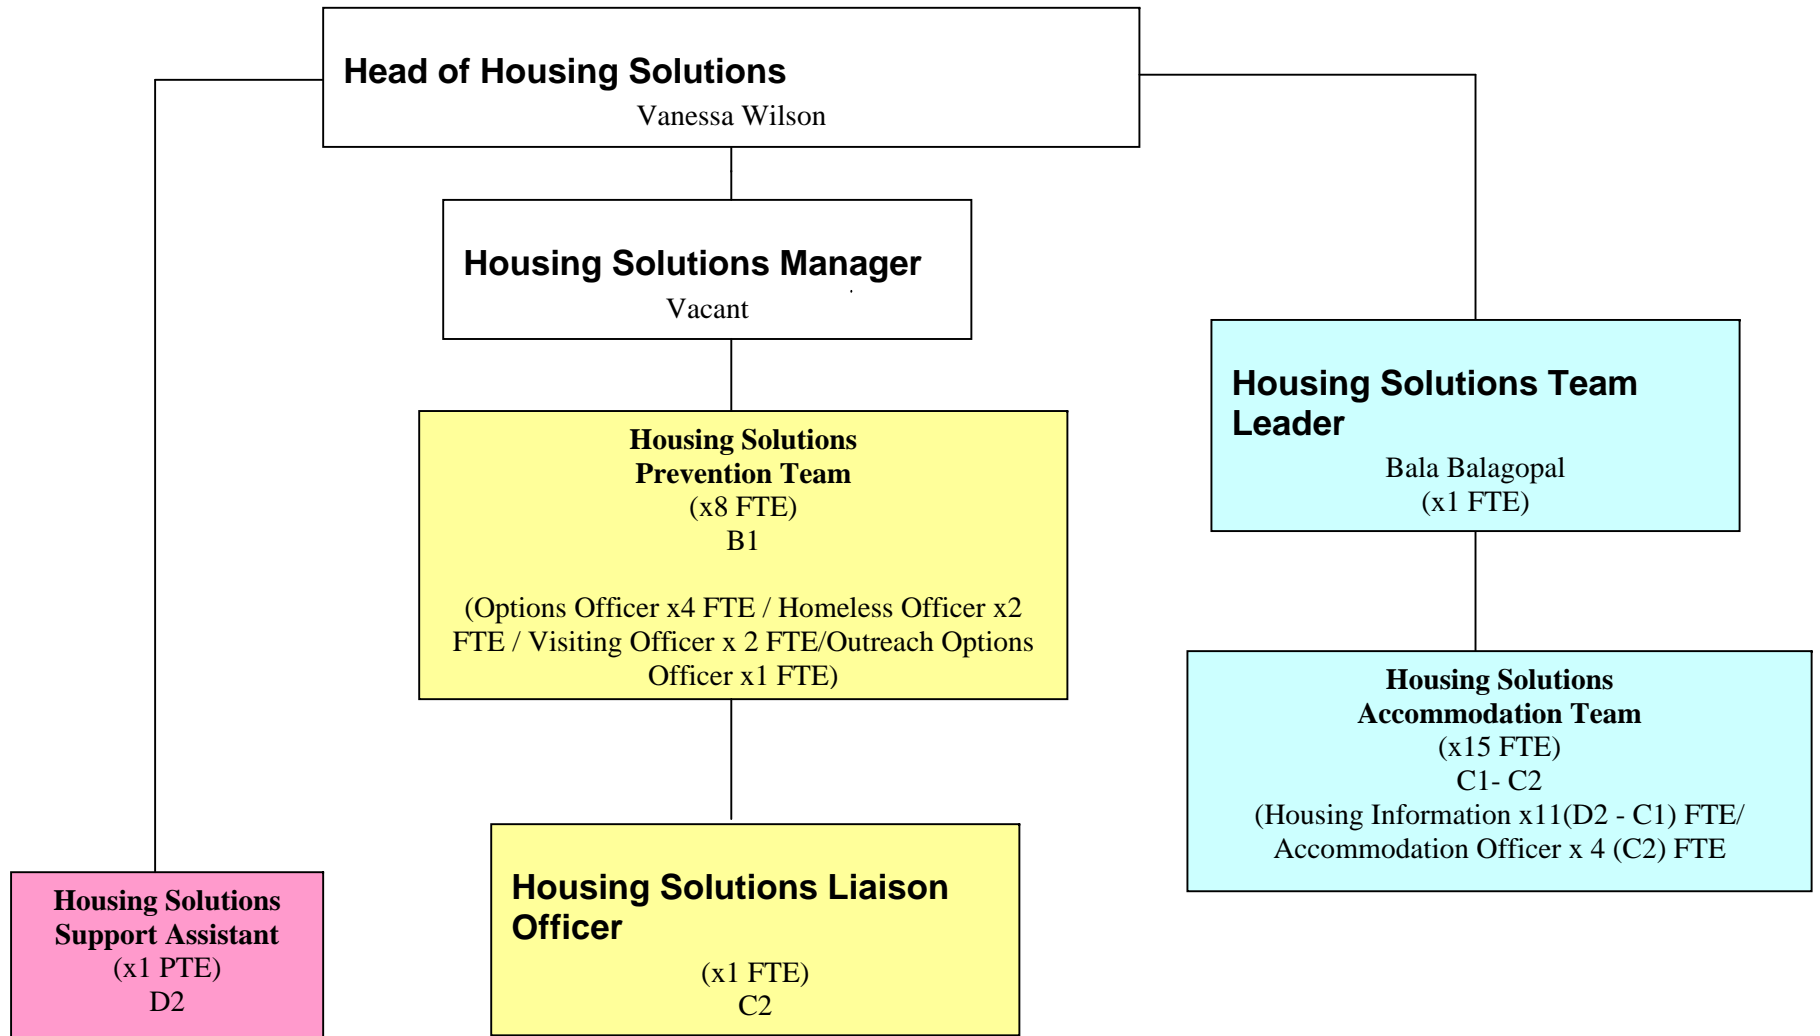 Head of Housing Solutions
Vanessa Wilson
Housing Solutions Manager
Vacant
Housing Solutions Team
Leader
Bala Balagopal
(x1 FTE)
Housing Solutions
Prevention Team
(x8 FTE)
B1
(Options Officer x4 FTE / Homeless Officer x2
FTE / Visiting Officer x 2 FTE/Outreach Options
Officer x1 FTE)
Housing Solutions
Accommodation Team
(x15 FTE)
C1- C2
(Housing Information x11(D2 - C1) FTE/
Accommodation Officer x 4 (C2) FTE
Housing Solutions Liaison
Officer
(x1 FTE)
C2
Housing Solutions
Support Assistant
(x1 PTE)
D2